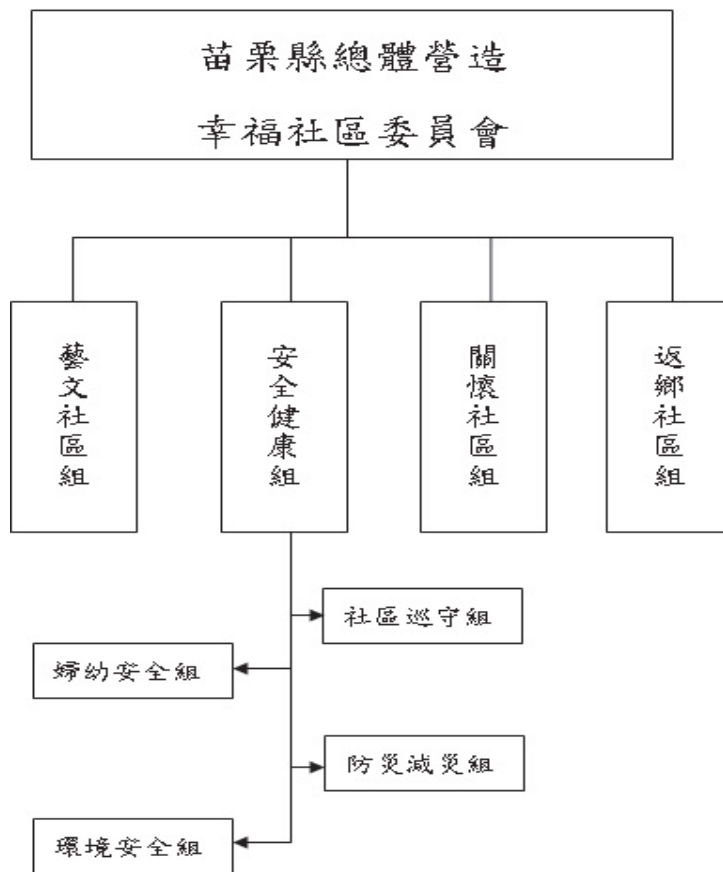 苗栗縣總體營造
幸福社區委員會
藝文社區組
安全健康組
關懷社區組
返鄉社區組
社區巡守組
婦幼安全組
防災減災組
環境安全組